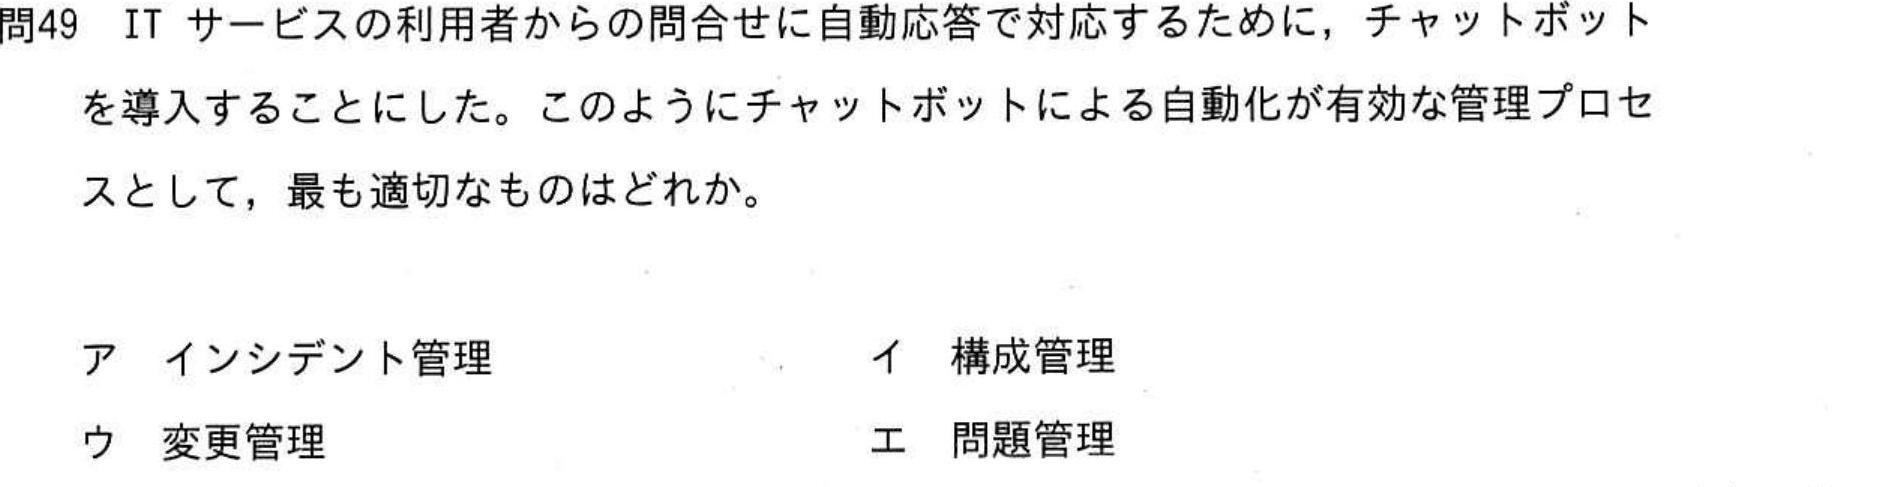 問49 IT サービスの利用者からの問合せに自動応答で対応するために，チャットボット
を導入することにした。このようにチャットボットによる自動化が有効な管理プロセ
スとして，最も適切なものはどれか。
ア インシデント管理 イ 構成管理
ウ 変更管理 エ 問題管理